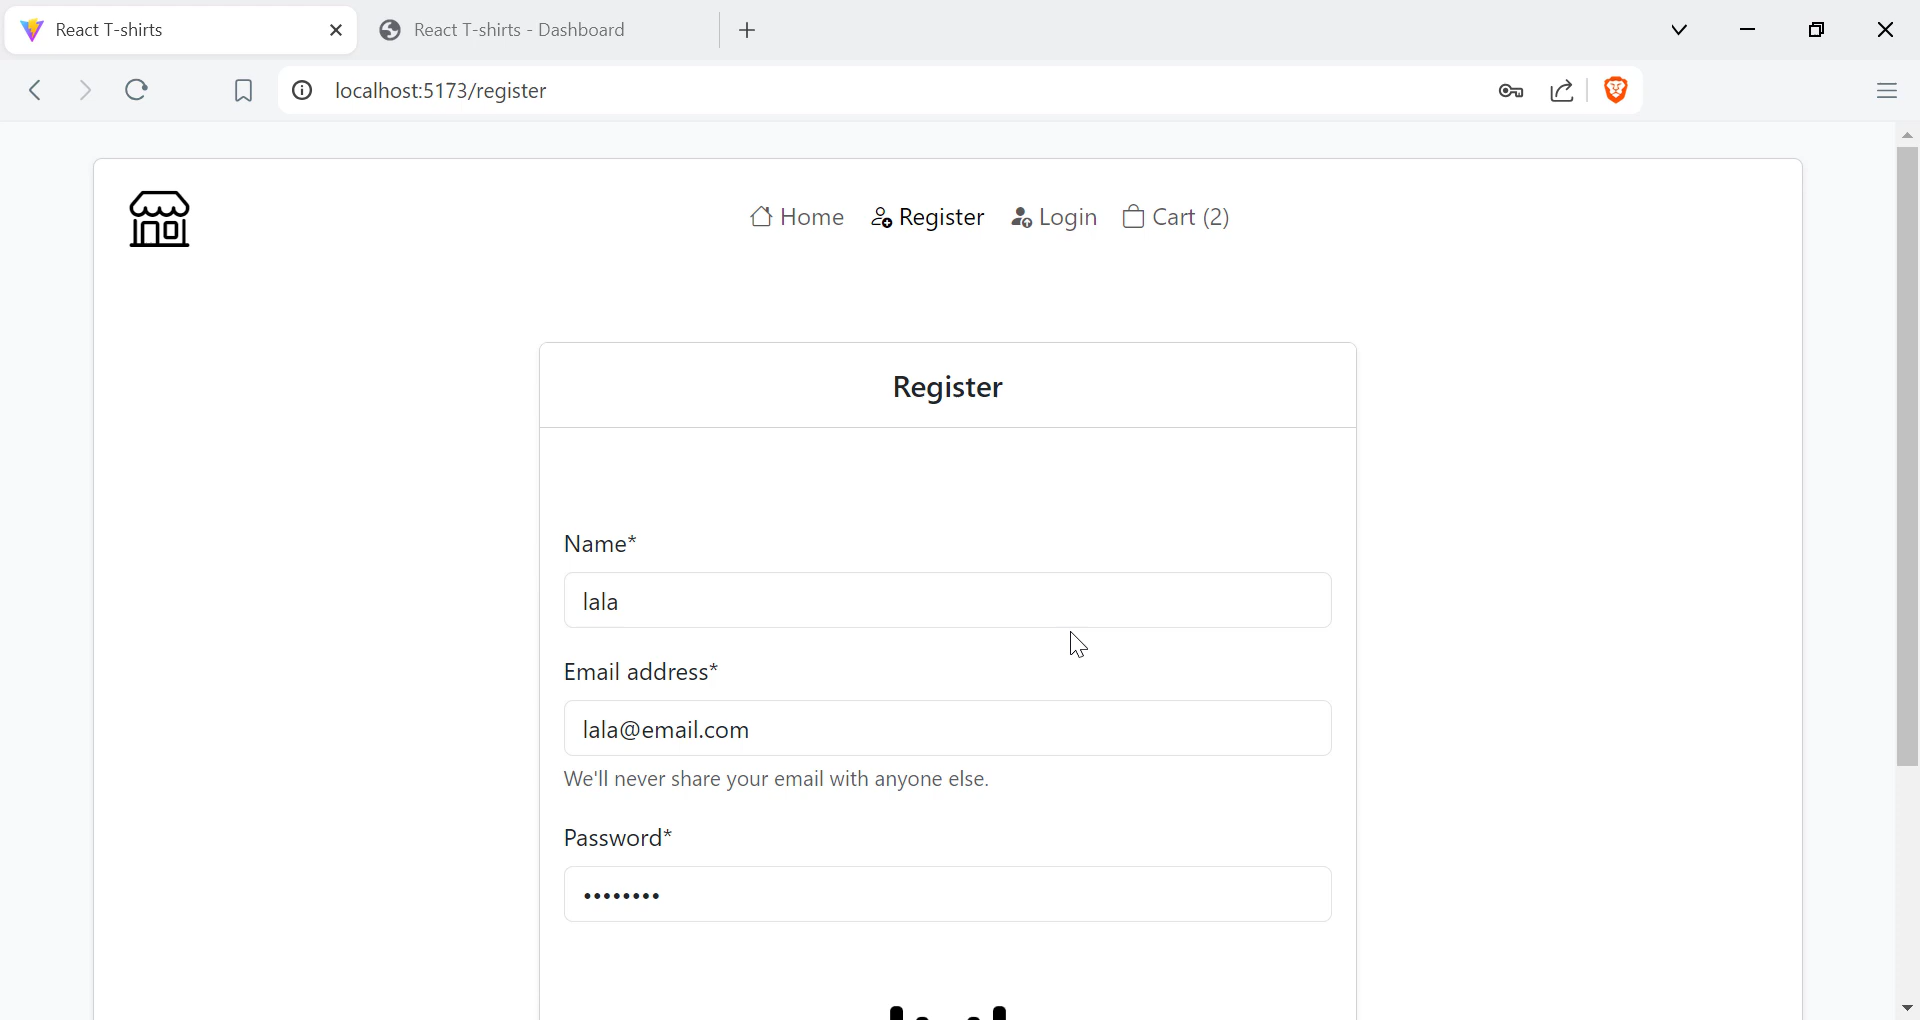 React T-shirts
React T-shirts - Dashboard
localhost:5173/register
Home Register Login Cart (2)
Register
Name*
lala
Email address*
lala@email.com
We'll never share your email with anyone else.
Password*
••••••••